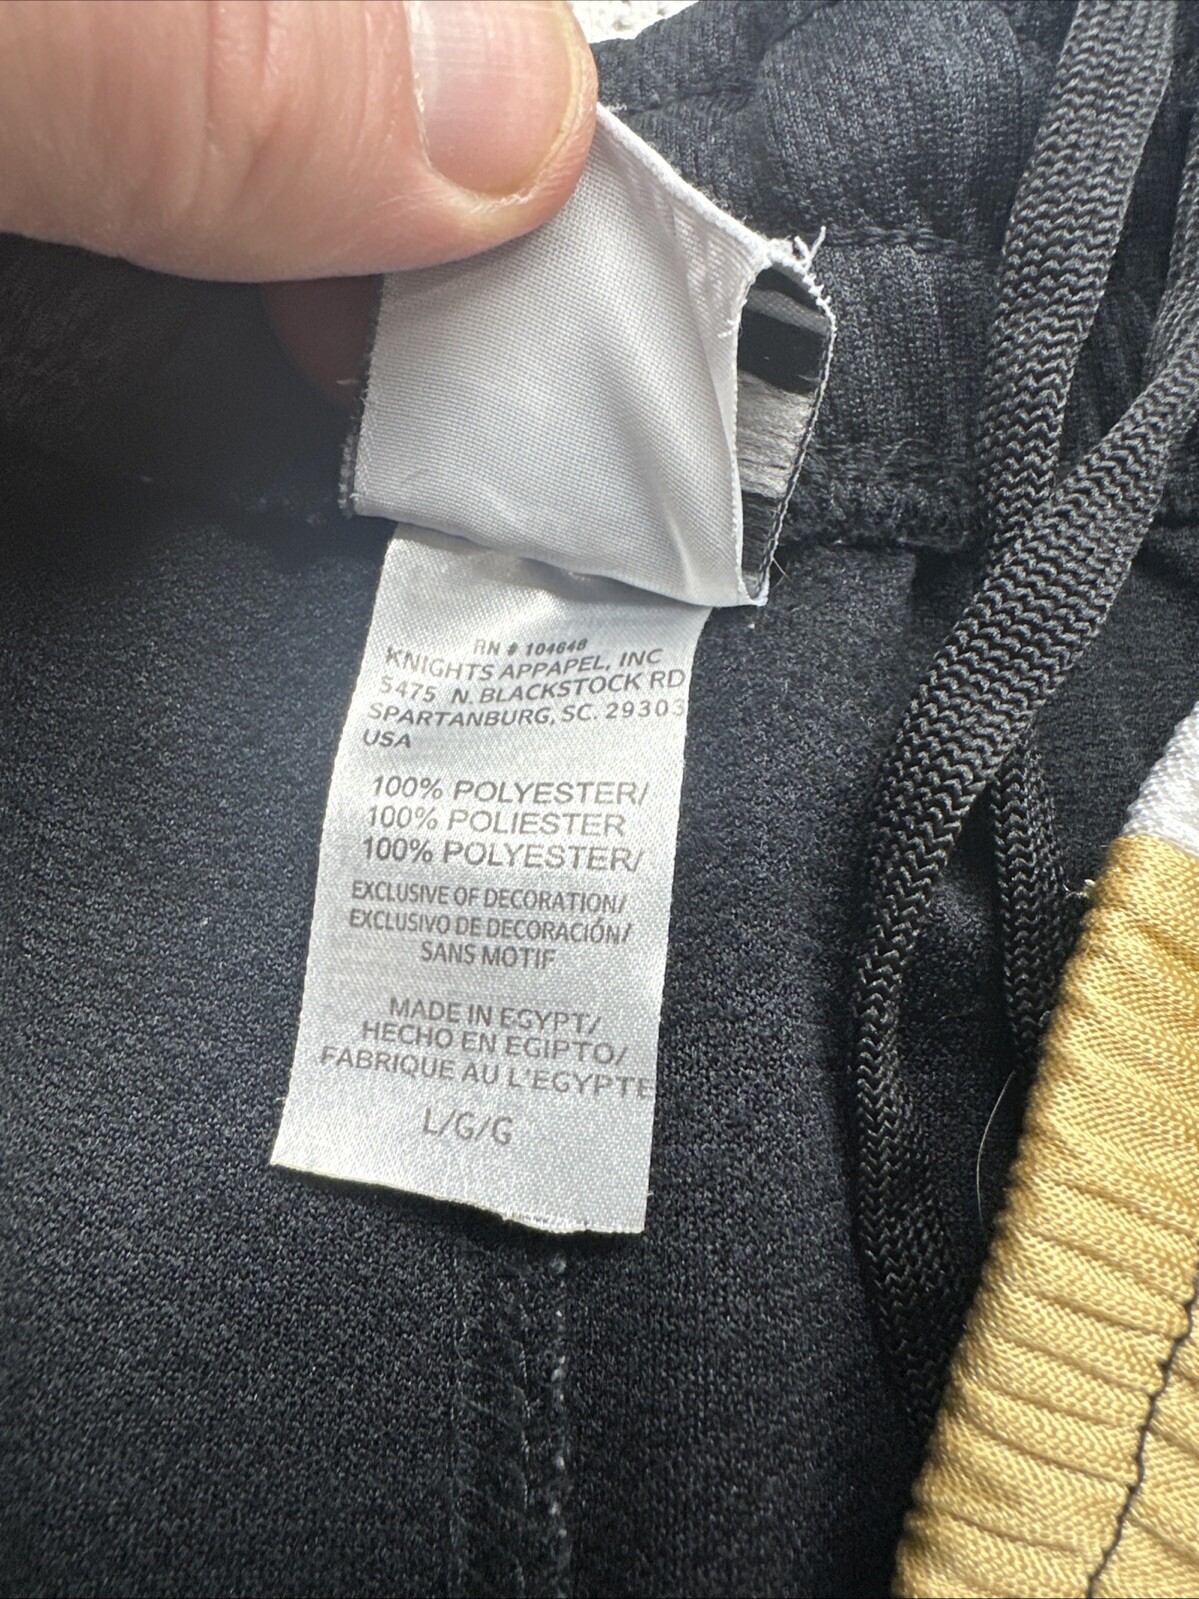 RN # 104648
KNIGHTS APPAPEL, INC
5475 N. BLACKSTOCK RD
SPARTANBURG, SC. 29303
USA
100% POLYESTER/
100% POLIESTER
100% POLYESTER/
EXCLUSIVE OF DECORATION/
EXCLUSIVO DE DECORACIÓN/
SANS MOTIF
MADE IN EGYPT/
HECHO EN EGIPTO/
FABRIQUE AU L'EGYPTE
L/G/G